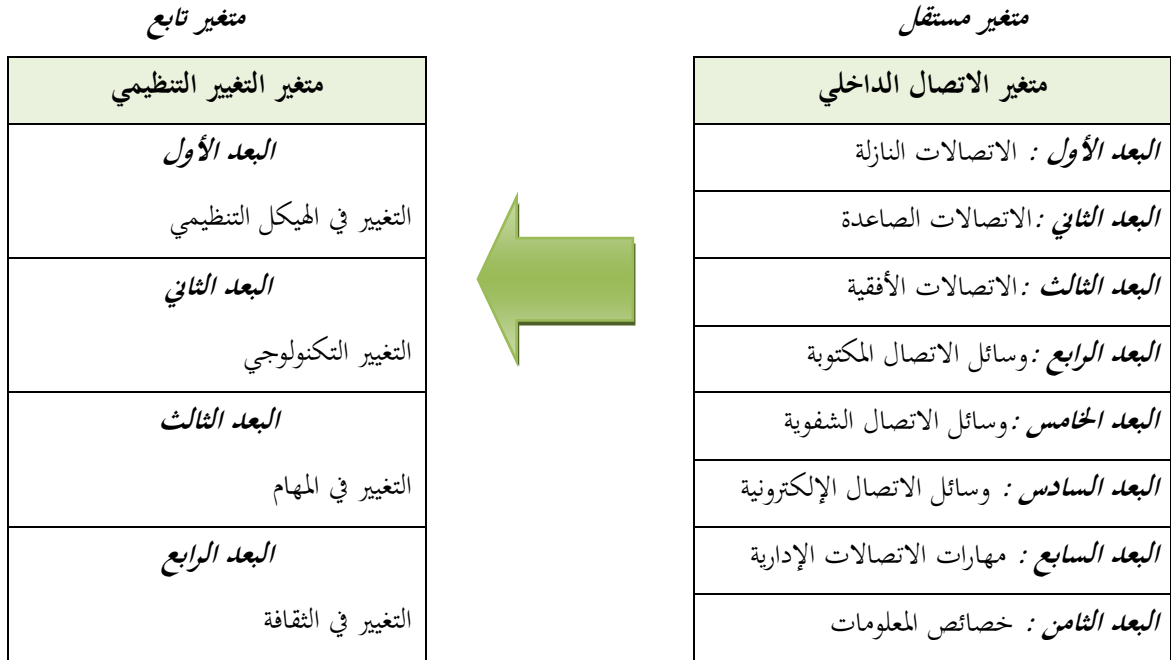 متغير مستقل
متغير الاتصال الداخلي
البعد الأول : الاتصالات النازلة
البعد الثاني :الاتصالات الصاعدة
البعد الثالث :الاتصالات الأفقية
البعد الرابع :وسائل الاتصال المكتوبة
البعد الخامس :وسائل الاتصال الشفوية
البعد السادس : وسائل الاتصال الإلكترونية
البعد السابع : مهارات الاتصالات الإدارية
البعد الثامن : خصائص المعلومات
متغير تابع
متغير التغيير التنظيمي
البعد الأول
التغيير في الهيكل التنظيمي
البعد الثاني
التغيير التكنولوجي
البعد الثالث
التغيير في المهام
البعد الرابع
التغيير في الثقافة